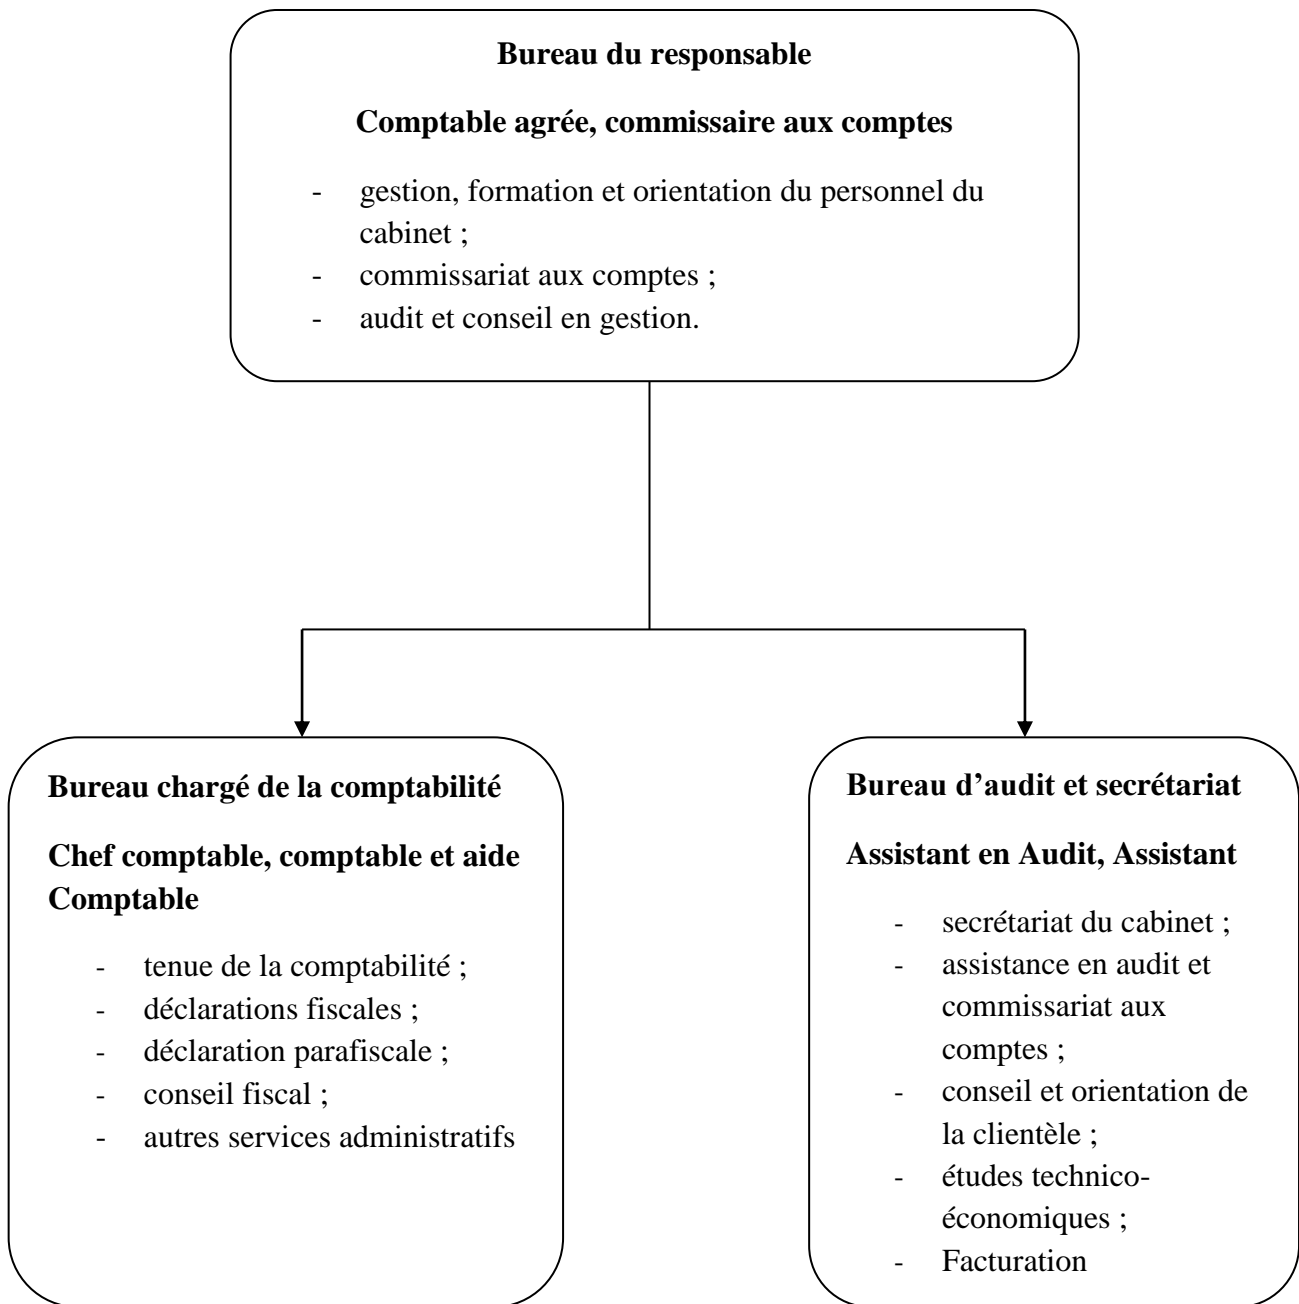 Bureau du responsable
Comptable agrée, commissaire aux comptes
- gestion, formation et orientation du personnel du
cabinet ;
- commissariat aux comptes ;
- audit et conseil en gestion.
Bureau chargé de la comptabilité
Chef comptable, comptable et aide
Comptable
- tenue de la comptabilité ;
- déclarations fiscales ;
- déclaration parafiscale ;
- conseil fiscal ;
- autres services administratifs
Bureau d’audit et secrétariat
Assistant en Audit, Assistant
- secrétariat du cabinet ;
- assistance en audit et
commissariat aux
comptes ;
- conseil et orientation de
la clientèle ;
- études technico-
économiques ;
- Facturation